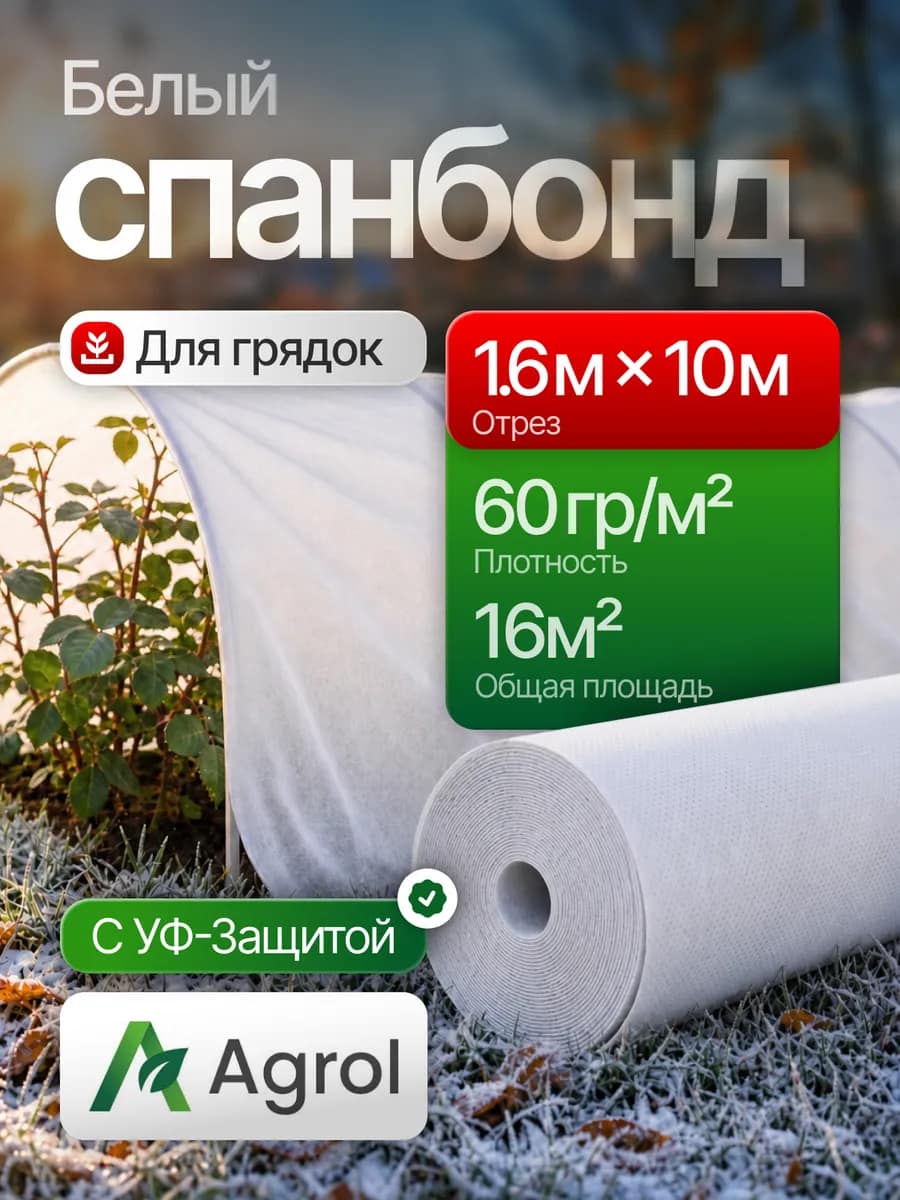 Белый
спанбонд
Для грядок
1.6м × 10м
Отрез
60 гр/м²
Плотность
16м²
Общая площадь
С УФ-Защитой
Agrol